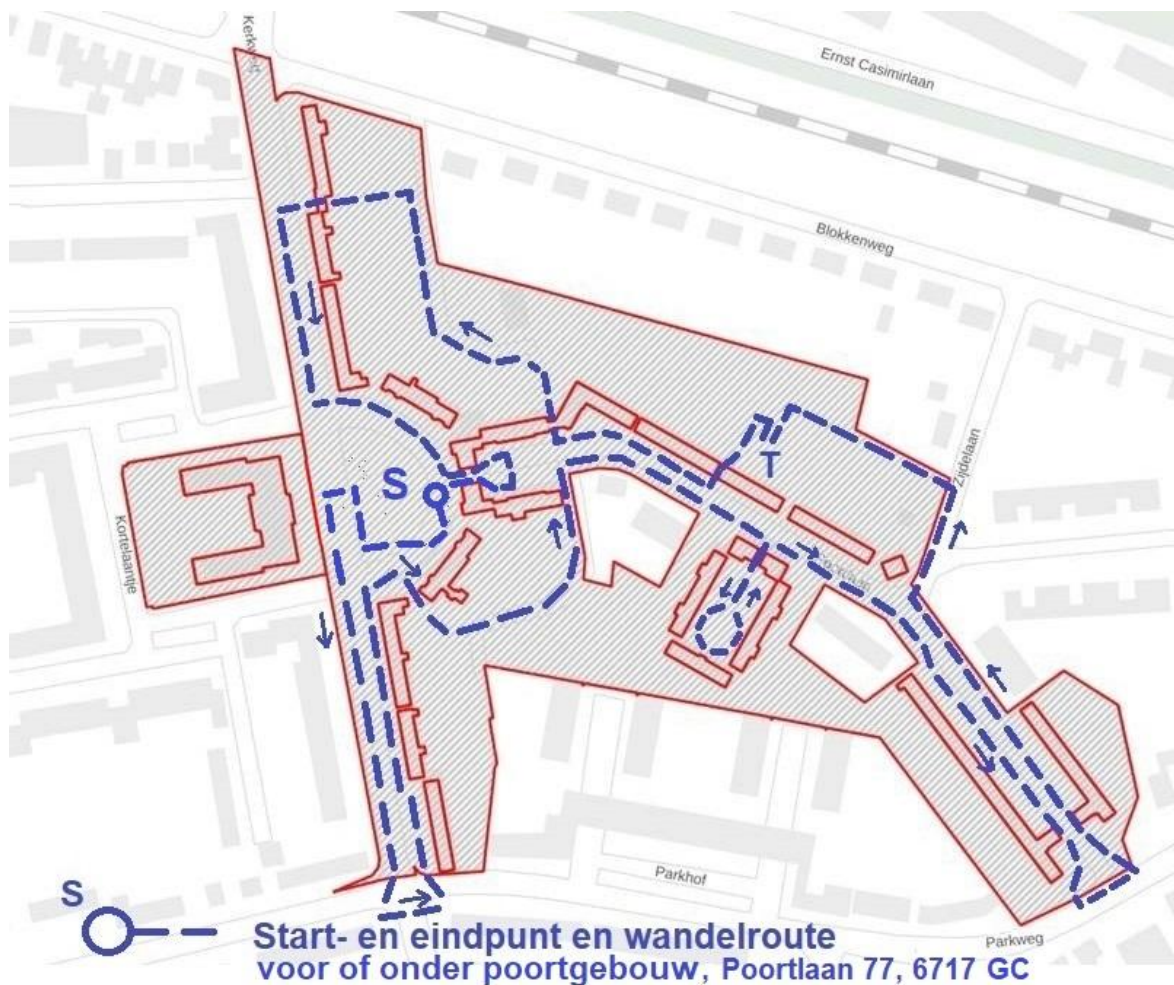 Kerkweg
Ernst Casimirlaan
Blokkenweg
Zijdelaan
S
T
Kortelaantje
Parkhof
Parkweg
S
Start- en eindpunt en wandelroute
voor of onder poortgebouw, Poortlaan 77, 6717 GC